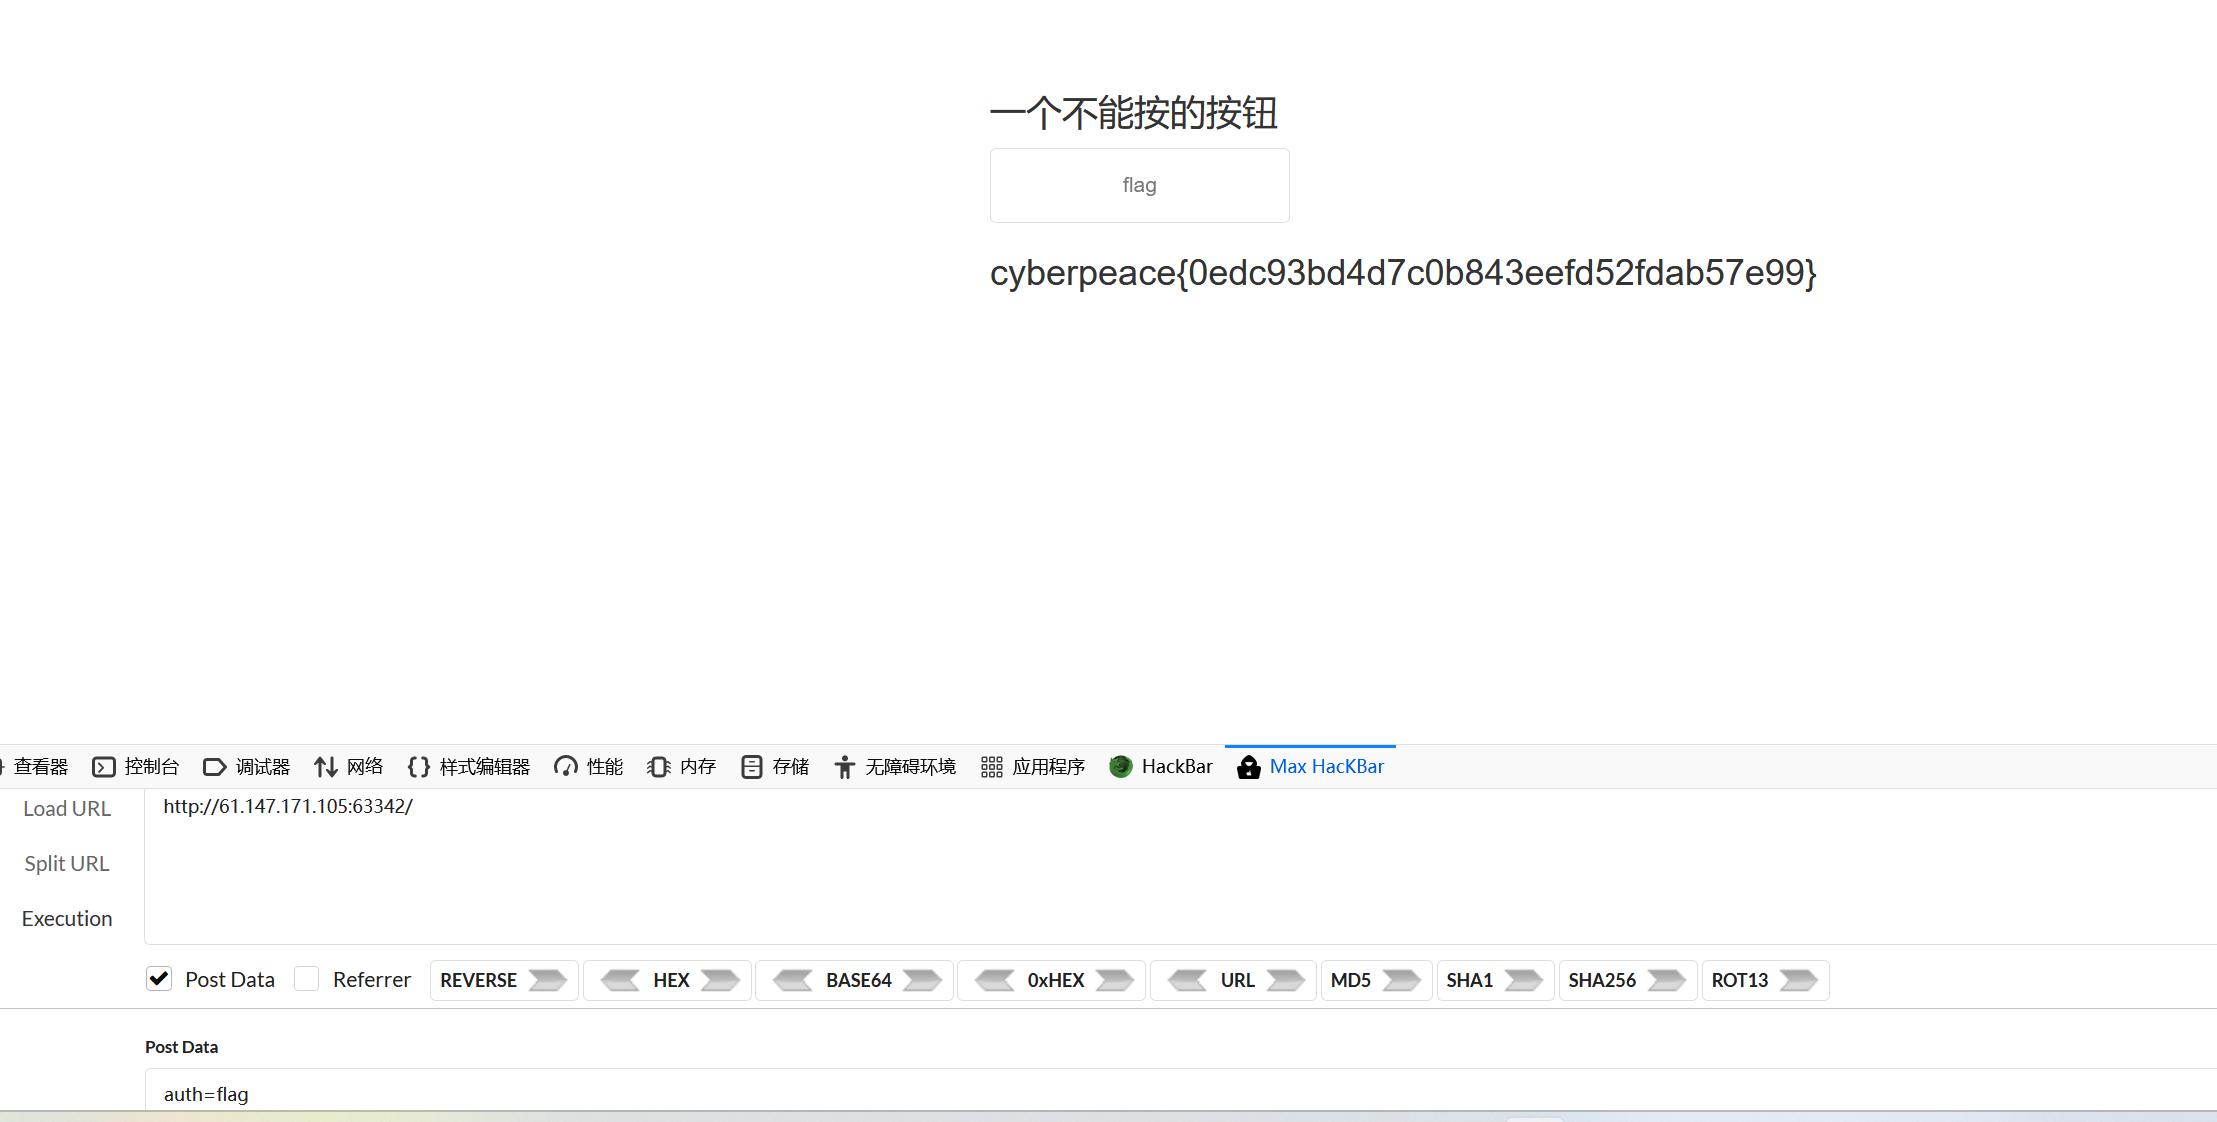 一个不能按的按钮
flag
cyberpeace{0edc93bd4d7c0b843eefd52fdab57e99}
查看器 控制台 调试器 网络 样式编辑器 性能 内存 存储 无障碍环境 应用程序 HackBar Max HacKBar
Load URL http://61.147.171.105:63342/
Split URL
Execution
Post Data Referrer REVERSE HEX BASE64 0xHEX URL MD5 SHA1 SHA256 ROT13
Post Data
auth=flag